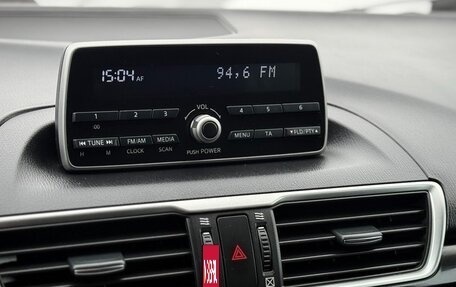 15:04 AF 94,6 FM
1 2 3 VOL 4 5 6
00
TUNE FM/AM MEDIA MENU TA FLD/PTY
H M CLOCK SCAN PUSH POWER